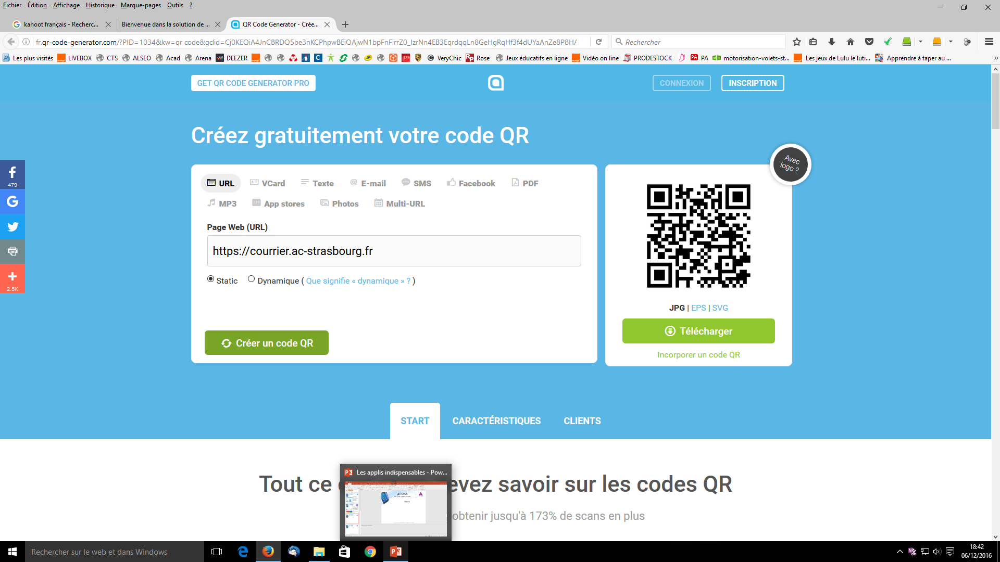 Fichier Édition Affichage Historique Marque-pages Outils ?
kahoot français - Recherc... Bienvenue dans la solution de ... QR Code Generator - Crée...
fr.qr-code-generator.com/?PID=1034&kw=qr code&gclid=Cj0KEQiA4JnCBRDQ5be3nKCPhpwBEiQAjwN1bpFnFirrZ0_IzrNn4EB3EqrdqqLn8GeHgRqHf3f4dUYaAnZe8P8HA Rechercher
Les plus visités LIVEBOX CTS ALSEO Acad Arena DEEZER VeryChic Rose Jeux éducatifs en ligne Vidéo on line PRODESTOCK PA motorisation-volets-st... Les jeux de Lulu le luti... Apprendre à taper au ...
GET QR CODE GENERATOR PRO CONNEXION INSCRIPTION
Créez gratuitement votre code QR
Avec
logo ?
479
2.5K
URL VCard Texte E-mail SMS Facebook PDF
MP3 App stores Photos Multi-URL
Page Web (URL)
https://courrier.ac-strasbourg.fr
Static Dynamique ( Que signifie « dynamique » ? )
Créer un code QR
JPG | EPS | SVG
Télécharger
Incorporer un code QR
START CARACTÉRISTIQUES CLIENTS
Les applis indispensables - Pow...
QR-CODE
Tout ce evez savoir sur les codes QR
obtenir jusqu'à 173% de scans en plus
Rechercher sur le web et dans Windows
18:42
06/12/2016